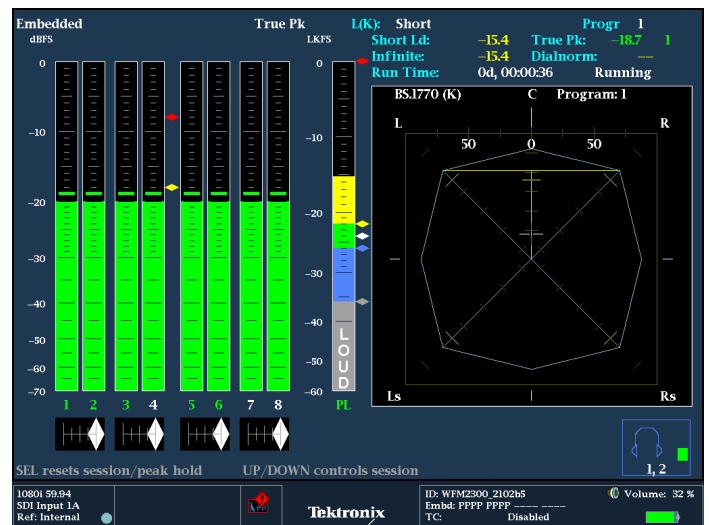 Embedded True Pk L(K): Short Progr 1
dBFS LKFS Short Ld: -15.4 True Pk: -18.7 1
Infinite: -15.4 Dialnorm: --
Run Time: 0d, 00:00:36 Running
BS.1770 (K) C Program: 1
L R
50 0 50
0 0
-10 -10
-20 -20
-30 -30
-40 -40
-50 -50
-60 -60
-70
L
O
U
D
1 2 3 4 5 6 7 8 PL
Ls Rs
SEL resets session/peak hold UP/DOWN controls session
1, 2
1080i 59.94
SDI Input 1A
Ref: Internal
Tektronix
ID: WFM2300_2102b5 Volume: 32 %
Embd: PPPP PPPP ---- ----
TC: Disabled